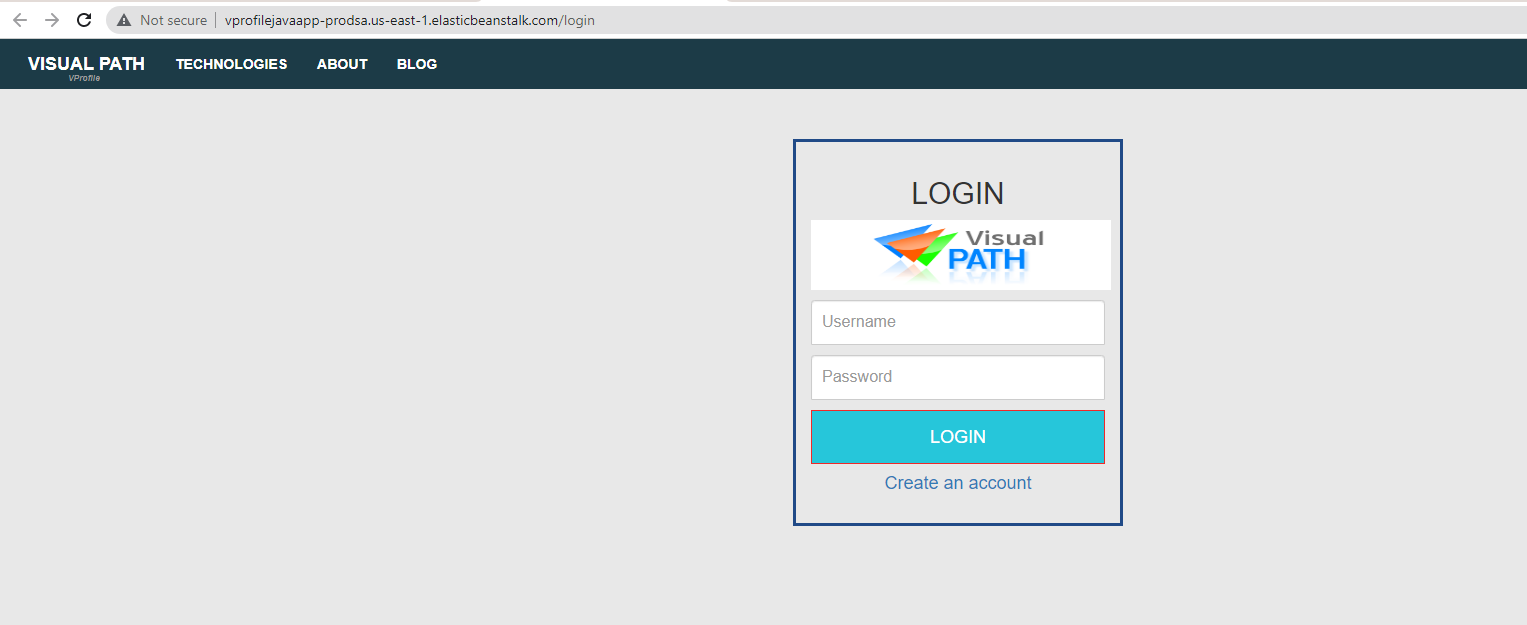 Not secure vprofilejavaapp-prodsa.us-east-1.elasticbeanstalk.com/login
VISUAL PATH TECHNOLOGIES ABOUT BLOG
VProfile
LOGIN
Visual
PATH
Username
Password
LOGIN
Create an account